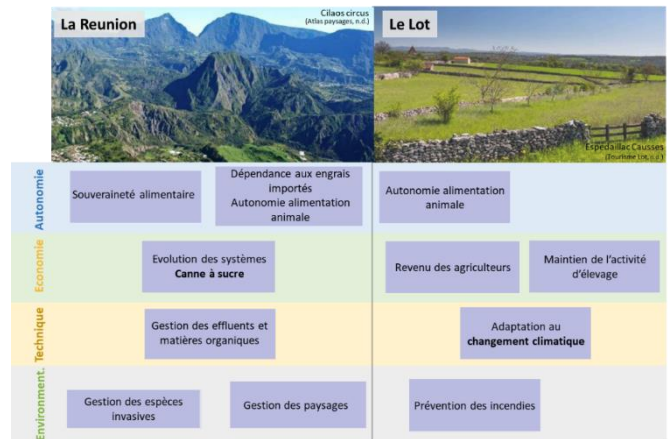 La Reunion
Cilaos circus
(Atlas paysages, n.d.)
Le Lot
Espédaillac Causses
(Tourisme Lot, n.d.)
Autonomie
Souveraineté alimentaire
Dépendance aux engrais
importés
Autonomie alimentation
animale
Autonomie alimentation
animale
Economie
Evolution des systèmes
Canne à sucre
Revenu des agriculteurs
Maintien de l'activité
d'élevage
Technique
Gestion des effluents et
matières organiques
Adaptation au
changement climatique
Environment.
Gestion des espèces
invasives
Gestion des paysages
Prévention des incendies